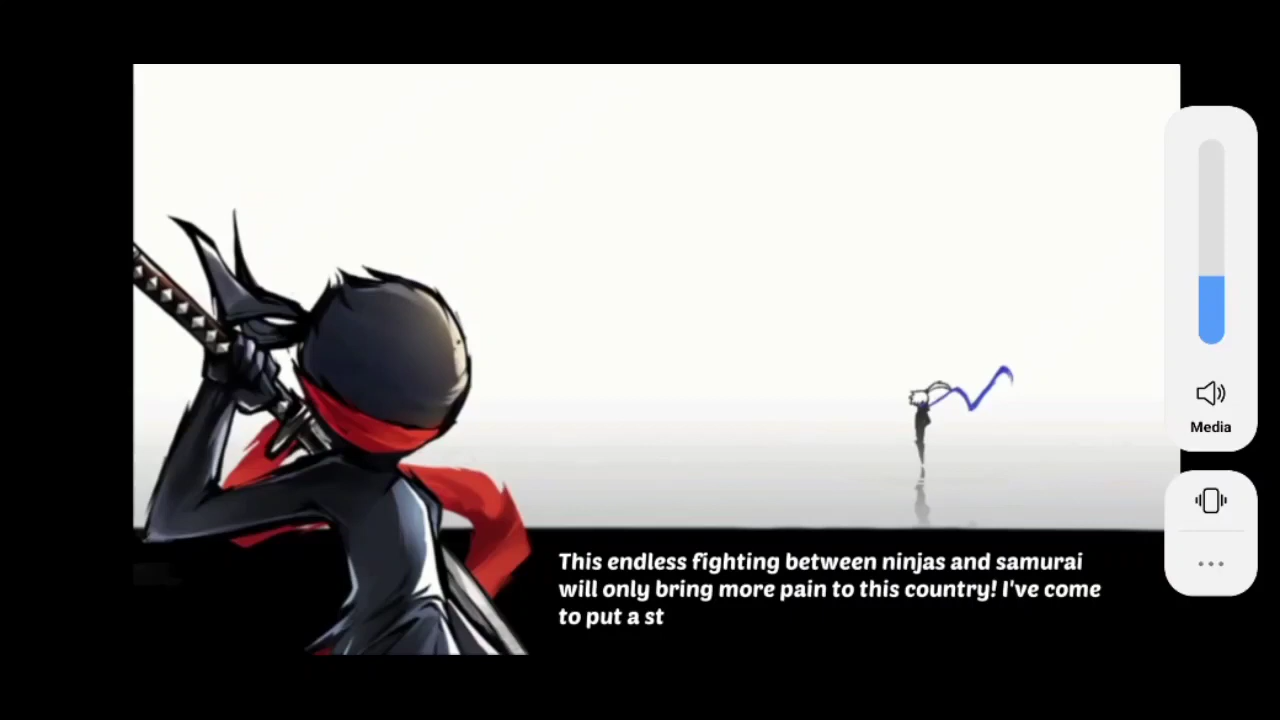 This endless fighting between ninjas and samurai
will only bring more pain to this country! I've come
to put a st
Media